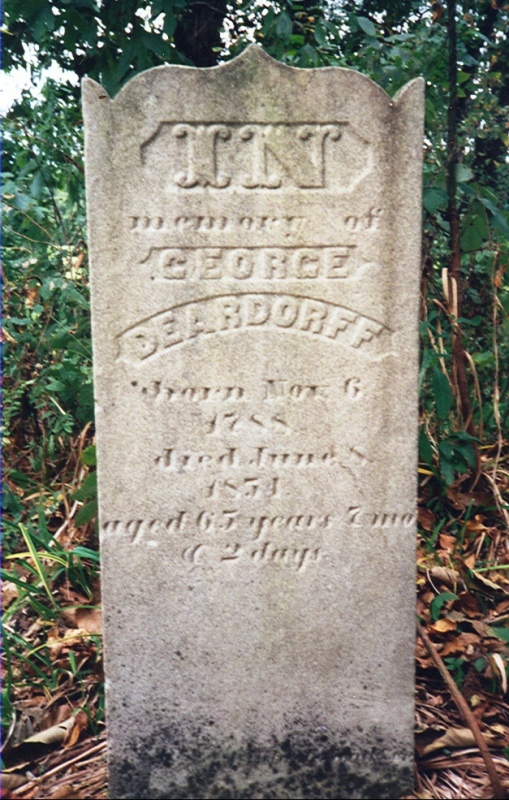 IN
memory of
GEORGE
DEARDORFF
born Nov. 6
1788
died June 8,
1854
aged 65 years 7 mo
& 2 days.